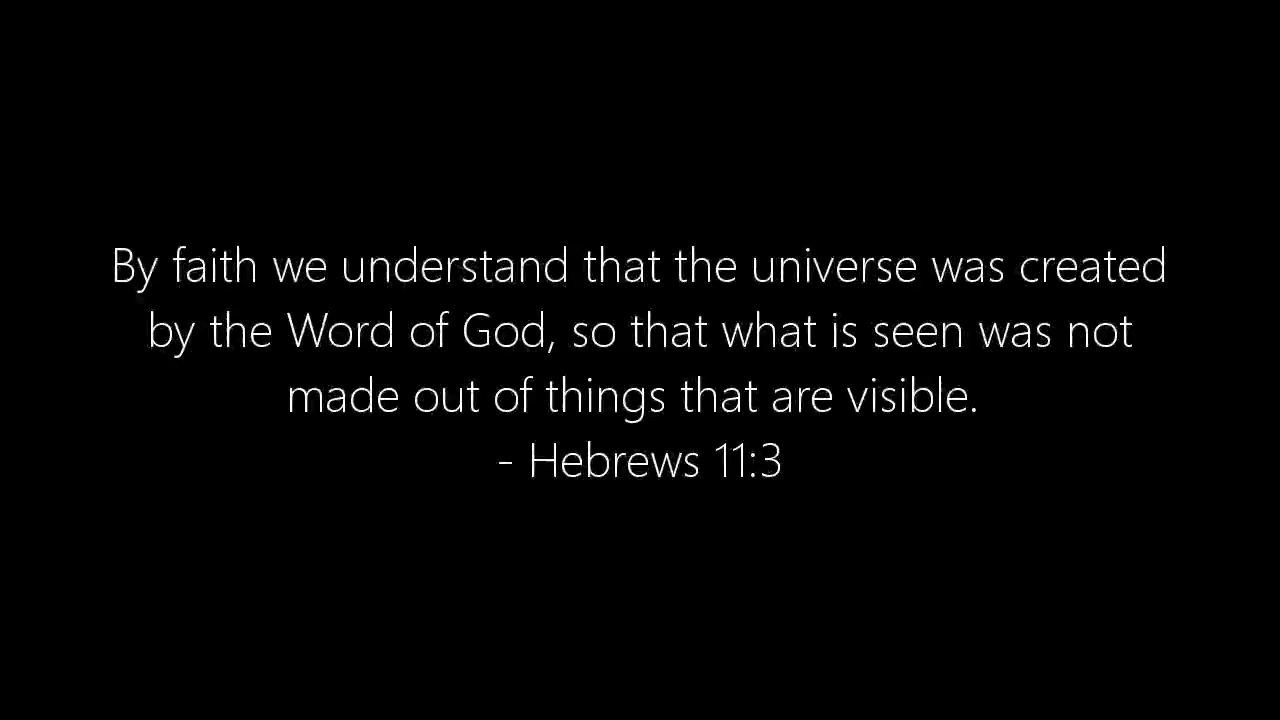 By faith we understand that the universe was created
by the Word of God, so that what is seen was not
made out of things that are visible.
- Hebrews 11:3